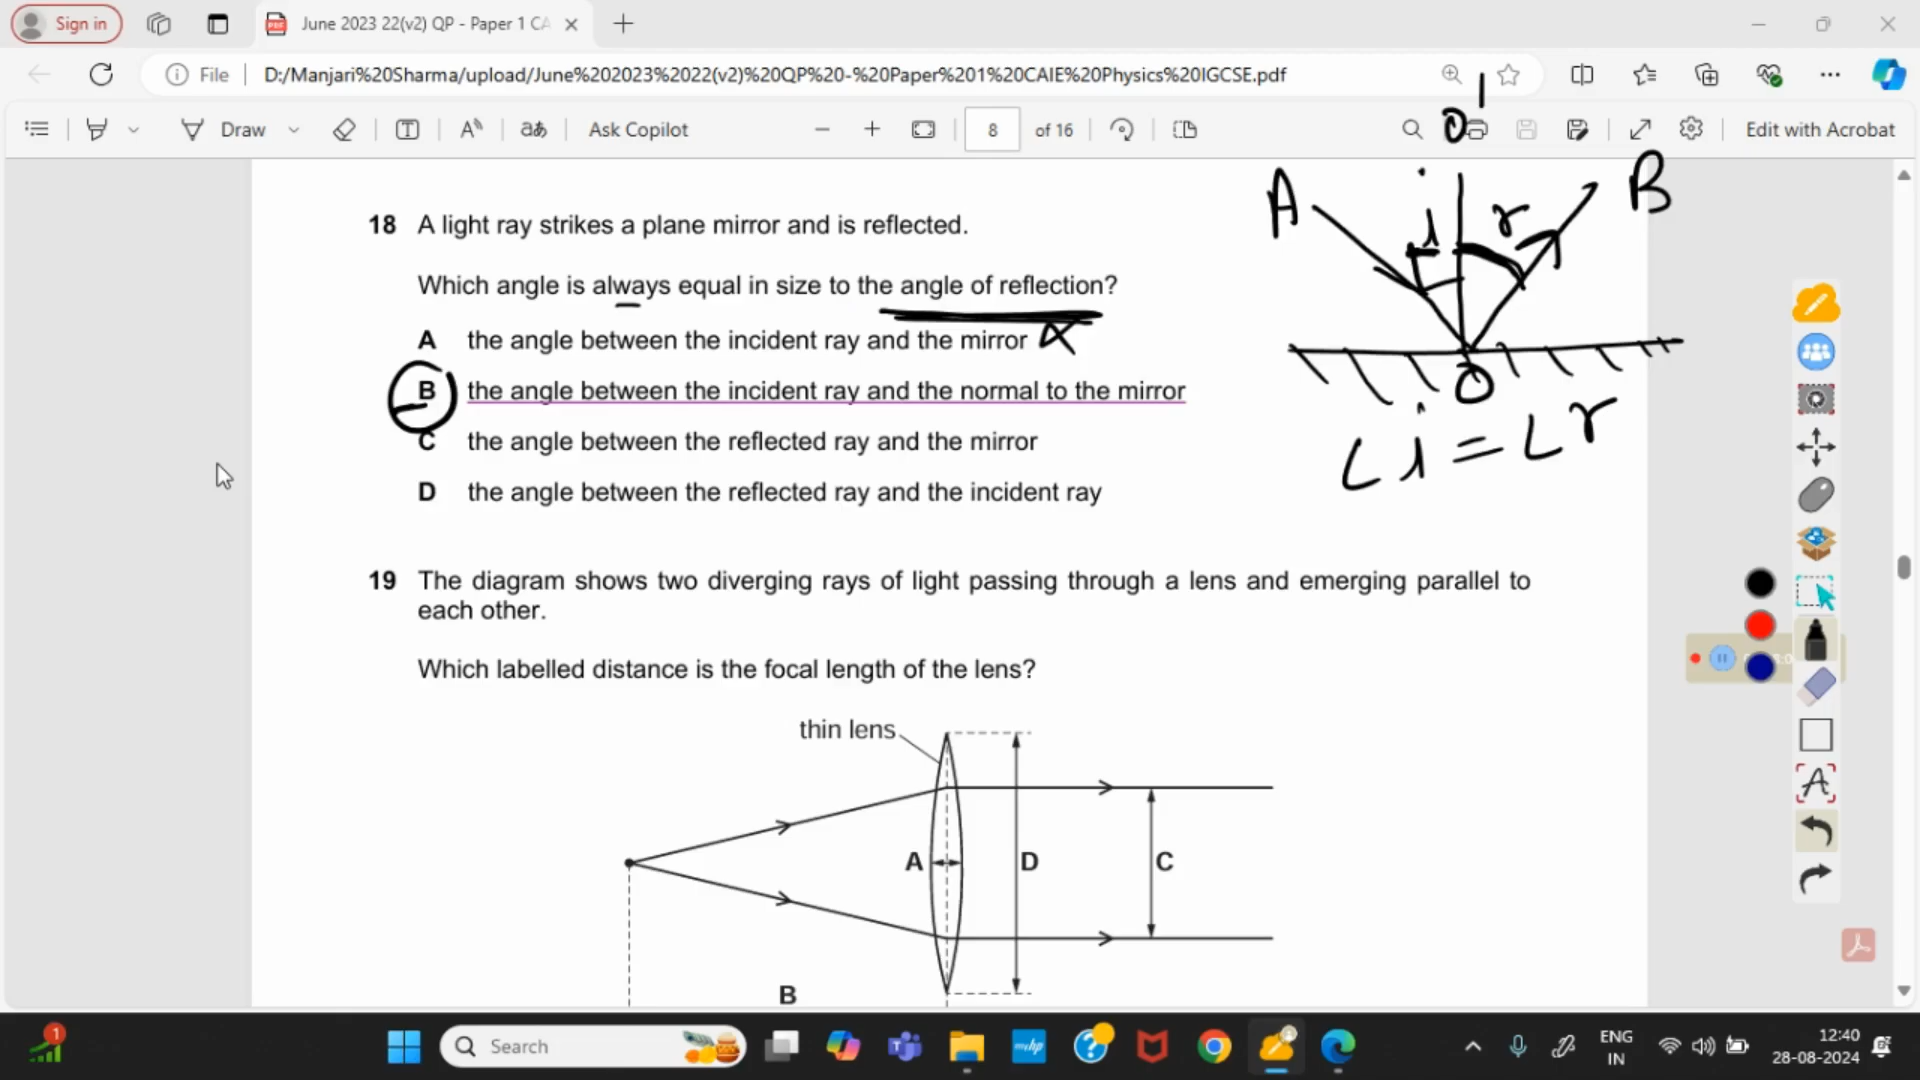 Sign in
June 2023 22(v2) QP - Paper 1 CA
File
D:/Manjari%20Sharma/upload/June%202023%2022(v2)%20QP%20-%20Paper%201%20CAIE%20Physics%20IGCSE.pdf
Draw
Ask Copilot
8
of 16
Edit with Acrobat
18 A light ray strikes a plane mirror and is reflected.
Which angle is always equal in size to the angle of reflection?
A the angle between the incident ray and the mirror
B the angle between the incident ray and the normal to the mirror
C the angle between the reflected ray and the mirror
D the angle between the reflected ray and the incident ray
A
i
r
B
O
∠i = ∠r
19 The diagram shows two diverging rays of light passing through a lens and emerging parallel to
each other.
Which labelled distance is the focal length of the lens?
thin lens
A
D
C
B
1
Search
ENG
IN
12:40
28-08-2024